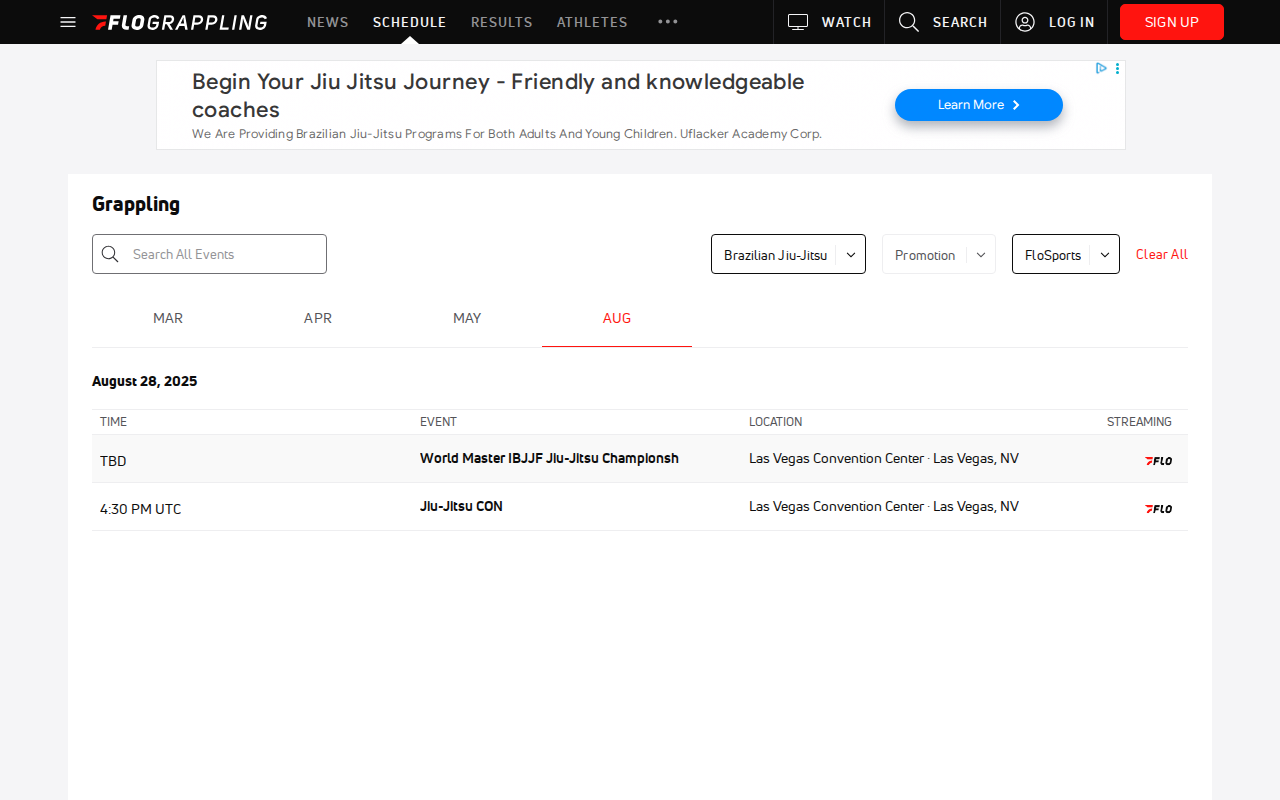 FLOGRAPPLING NEWS SCHEDULE RESULTS ATHLETES WATCH SEARCH LOG IN SIGN UP
Begin Your Jiu Jitsu Journey - Friendly and knowledgeable
coaches
We Are Providing Brazilian Jiu-Jitsu Programs For Both Adults And Young Children. Uflacker Academy Corp.
Learn More
Grappling
Search All Events Brazilian Jiu-Jitsu Promotion FloSports Clear All
MAR APR MAY AUG
August 28, 2025
TIME EVENT LOCATION STREAMING
TBD World Master IBJJF Jiu-Jitsu Championsh Las Vegas Convention Center · Las Vegas, NV FLO
4:30 PM UTC Jiu-Jitsu CON Las Vegas Convention Center · Las Vegas, NV FLO